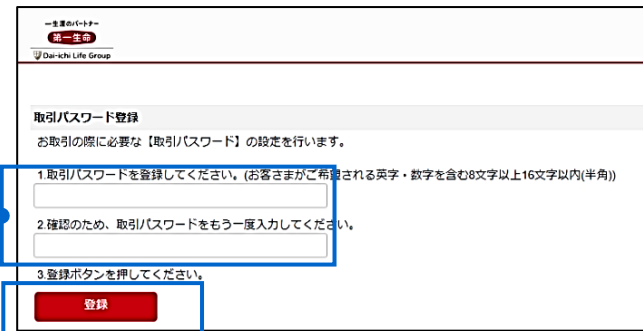 一生涯のパートナー
第一生命
Dai-ichi Life Group
取引パスワード登録
お取引の際に必要な【取引パスワード】の設定を行います。
1.取引パスワードを登録してください。(お客さまがご希望される英字・数字を含む8文字以上16文字以内(半角))
2.確認のため、取引パスワードをもう一度入力してください。
3.登録ボタンを押してください。
登録